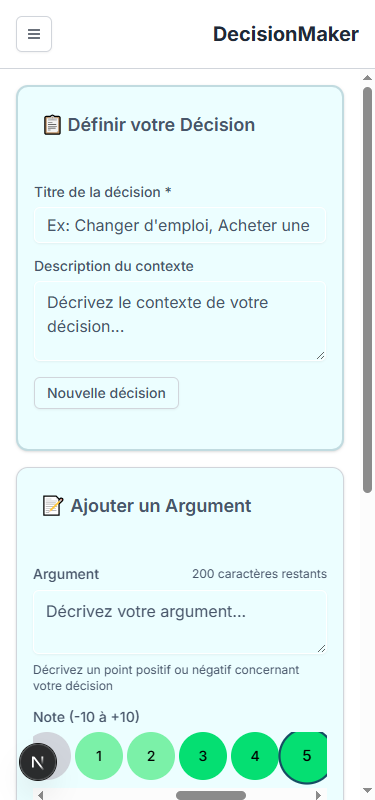 DecisionMaker
Définir votre Décision
Titre de la décision *
Ex: Changer d'emploi, Acheter une
Description du contexte
Décrivez le contexte de votre
décision...
Nouvelle décision
Ajouter un Argument
Argument
200 caractères restants
Décrivez votre argument...
Décrivez un point positif ou négatif concernant
votre décision
Note (-10 à +10)
N
1
2
3
4
5